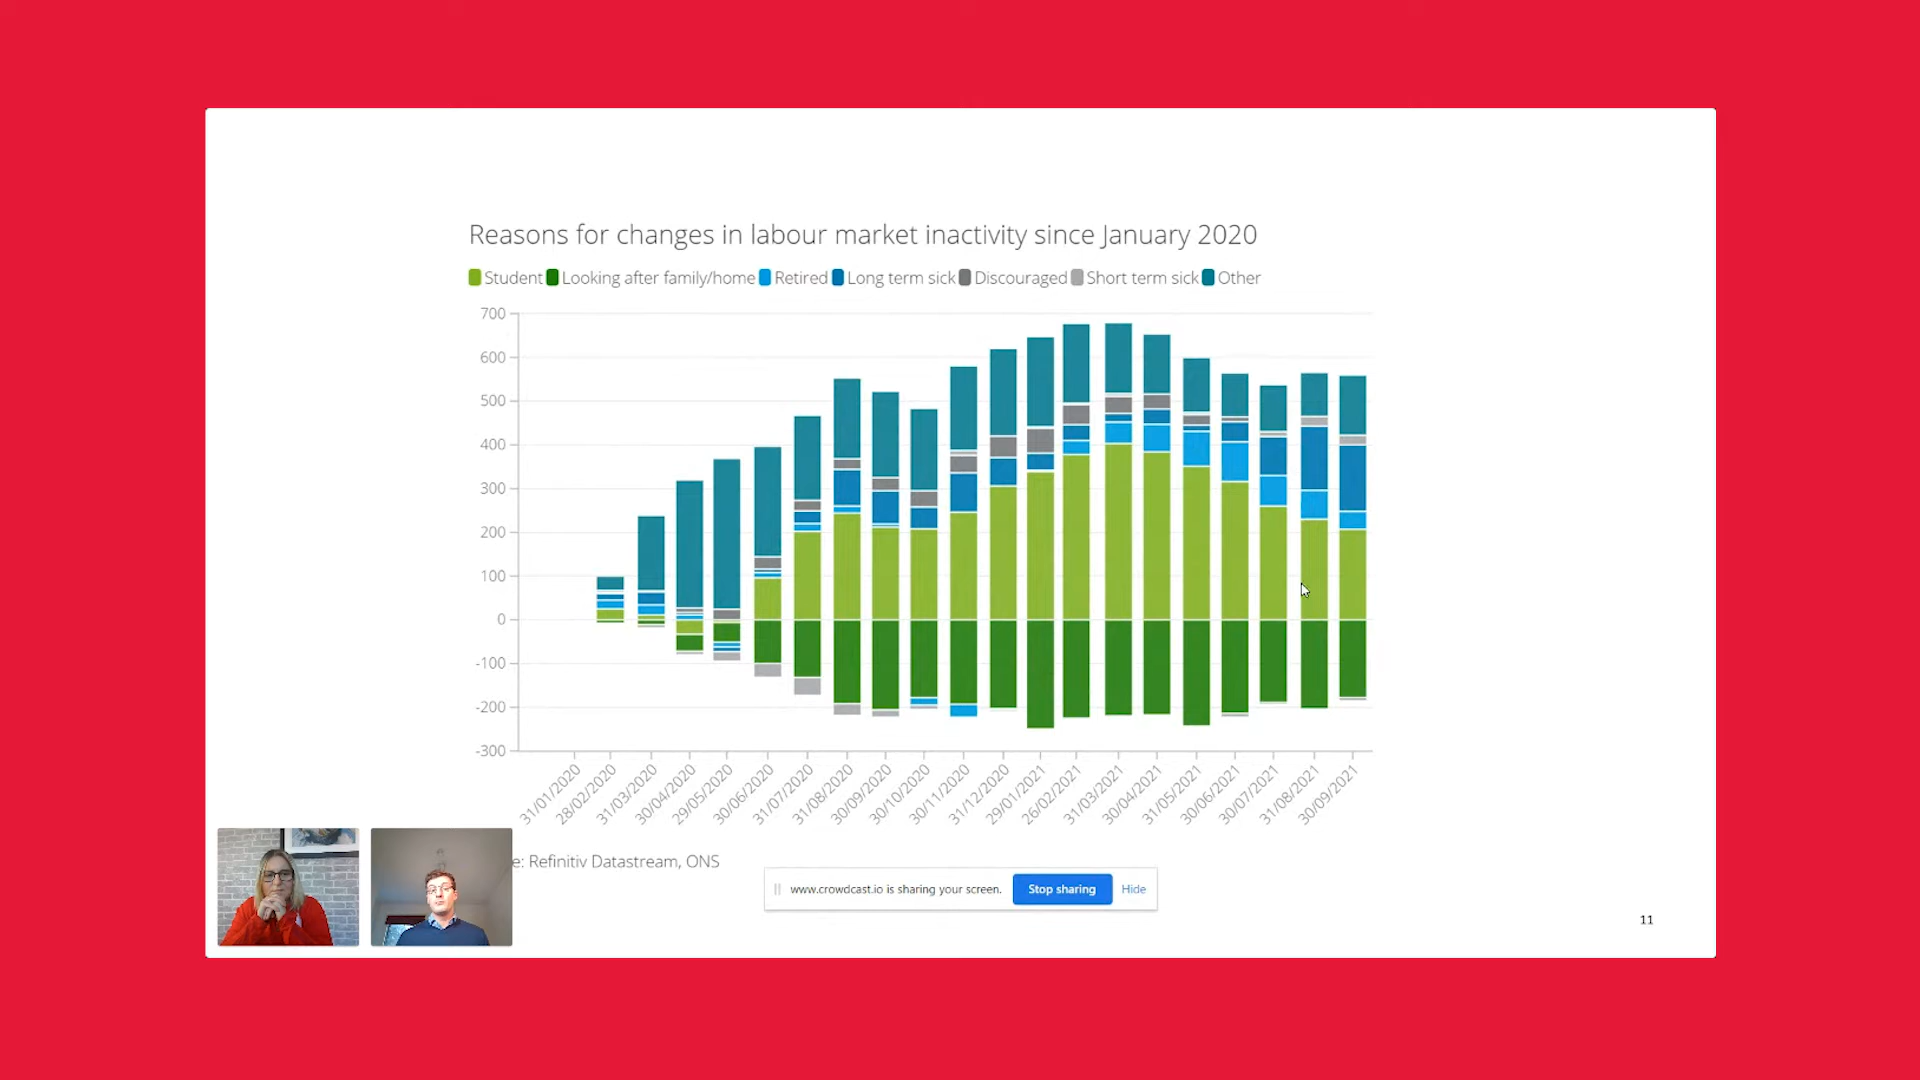 Reasons for changes in labour market inactivity since January 2020
Student Looking after family/home Retired Long term sick Discouraged Short term sick Other
700
600
500
400
300
200
100
0
-100
-200
-300
31/01/2020 28/02/2020 31/03/2020 30/04/2020 29/05/2020 30/06/2020 31/07/2020 31/08/2020 30/09/2020 30/10/2020 30/11/2020 31/12/2020 29/01/2021 26/02/2021 31/03/2021 30/04/2021 31/05/2021 30/06/2021 30/07/2021 31/08/2021 30/09/2021
e: Refinitiv Datastream, ONS
www.crowdcast.io is sharing your screen. Stop sharing Hide
11